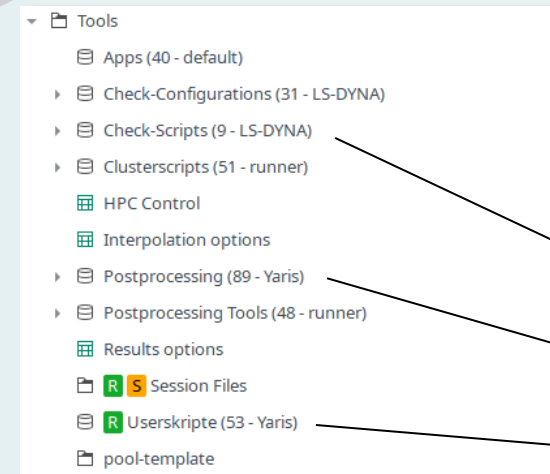 Tools
Apps (40 - default)
Check-Configurations (31 - LS-DYNA)
Check-Scripts (9 - LS-DYNA)
Clusterscripts (51 - runner)
HPC Control
Interpolation options
Postprocessing (89 - Yaris)
Postprocessing Tools (48 - runner)
Results options
R S Session Files
R Userskripte (53 - Yaris)
pool-template